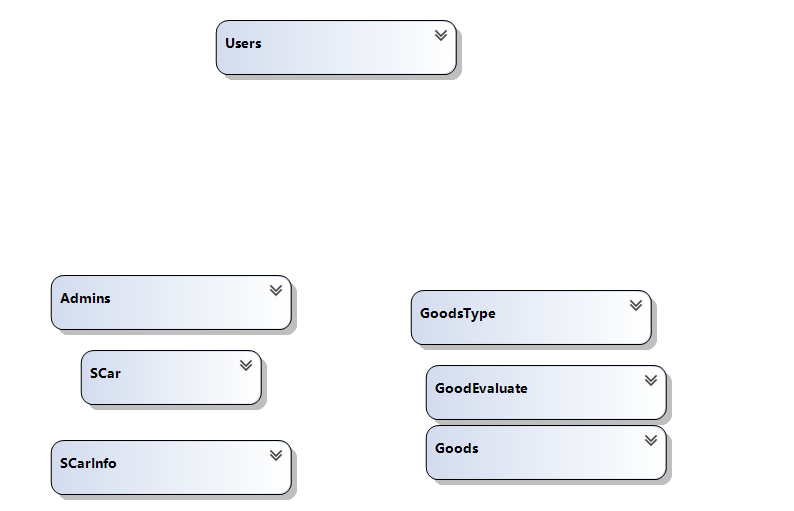 Users
Admins
GoodsType
SCar
GoodEvaluate
Goods
SCarInfo